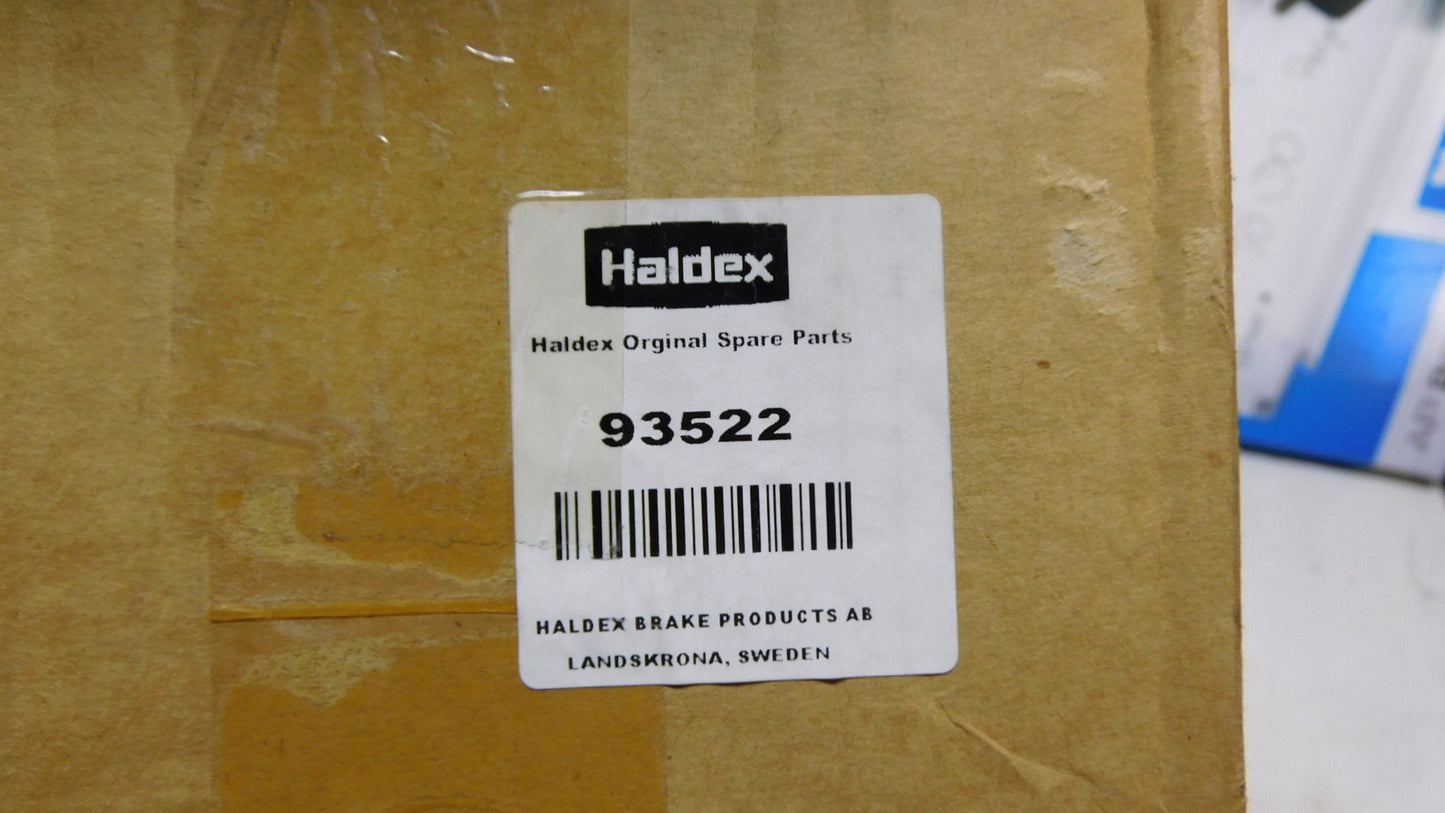 Haldex
Haldex Orginal Spare Parts
93522
HALDEX BRAKE PRODUCTS AB
LANDSKRONA, SWEDEN